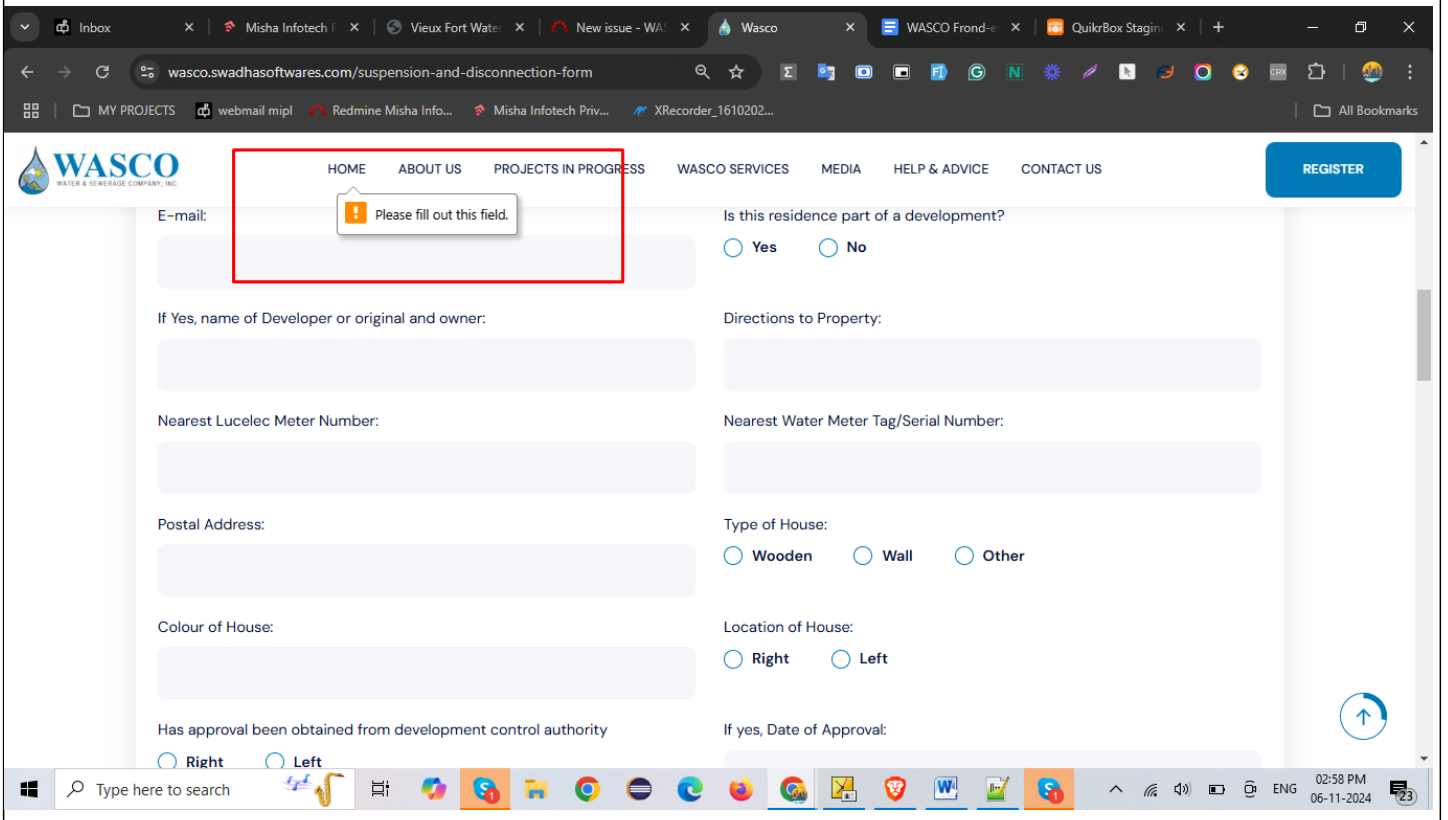 Inbox
Misha Infotech P
Vieux Fort Water
New issue - WAS
Wasco
WASCO Frond-e
QuikrBox Staging
wasco.swadhasoftwares.com/suspension-and-disconnection-form
MY PROJECTS
webmail mipl
Redmine Misha Info...
Misha Infotech Priv...
XRecorder_1610202...
All Bookmarks
WASCO
WATER & SEWERAGE COMPANY, INC.
HOME
ABOUT US
PROJECTS IN PROGRESS
WASCO SERVICES
MEDIA
HELP & ADVICE
CONTACT US
REGISTER
Please fill out this field.
E-mail:
Is this residence part of a development?
Yes No
If Yes, name of Developer or original and owner:
Directions to Property:
Nearest Lucelec Meter Number:
Nearest Water Meter Tag/Serial Number:
Postal Address:
Type of House:
Wooden Wall Other
Colour of House:
Location of House:
Right Left
Has approval been obtained from development control authority
If yes, Date of Approval:
Right Left
Type here to search
ENG
02:58 PM
06-11-2024
23